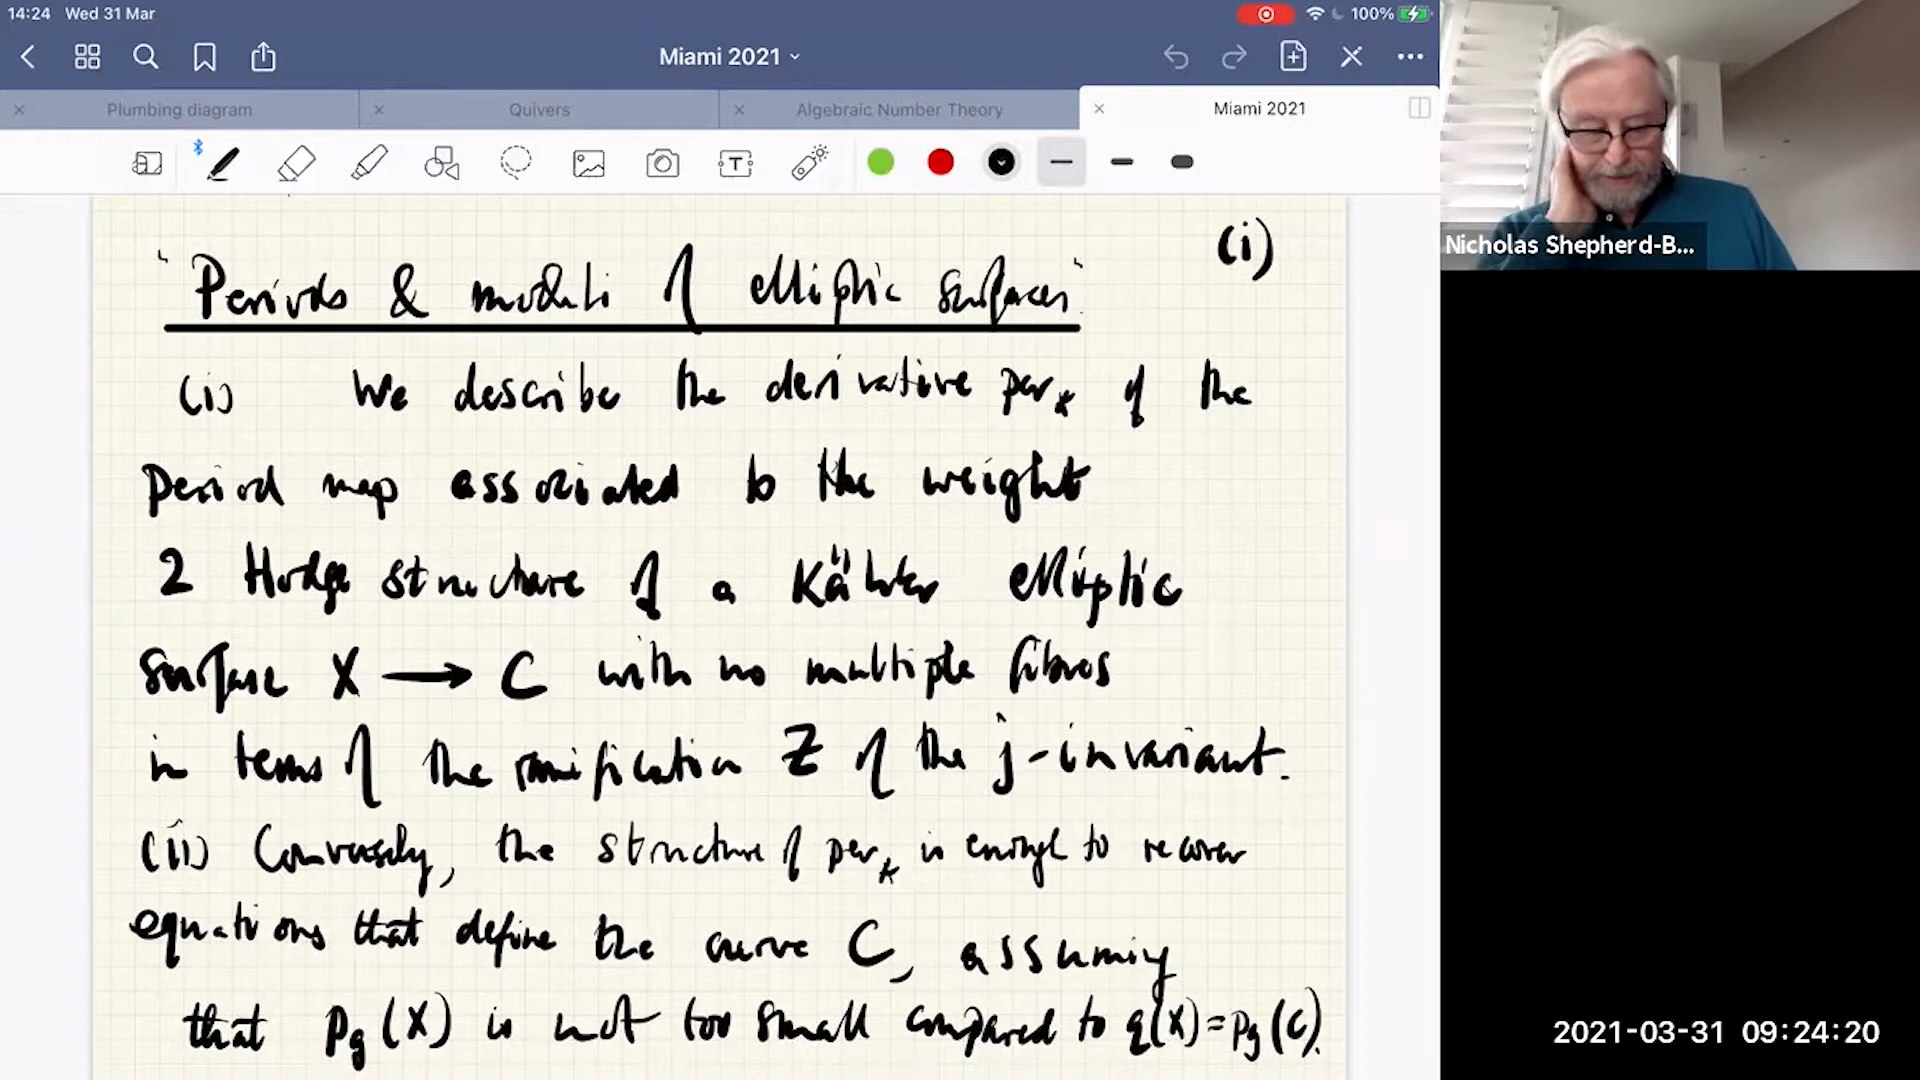 14:24 Wed 31 Mar
100%
Miami 2021
Plumbing diagram
Quivers
Algebraic Number Theory
Miami 2021
Nicholas Shepherd-B...
(i)
"Periods & moduli of elliptic surfaces"
(i) We describe the derivative per* of the
period map associated to the weight
2 Hodge structure of a Kähler elliptic
surface X → C with no multiple fibres
in terms of the ramification Z of the j-invariant.
(ii) Conversely, the structure of per* is enough to recover
equations that define the curve C, assuming
that pg(X) is not too small compared to q(X)=pg(C).
2021-03-31 09:24:20